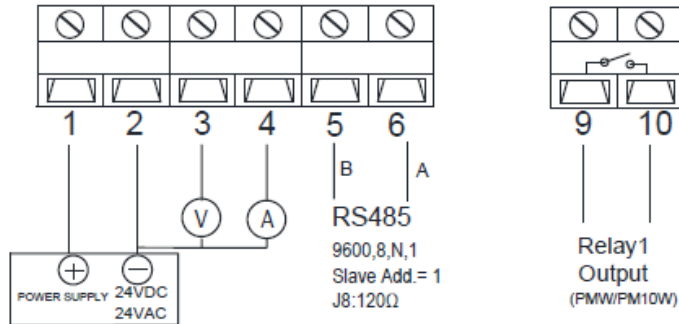 1 2 3 4 5 6 9 10
B A
V A
RS485
9600,8,N,1
Slave Add.= 1
J8:120Ω
POWER SUPPLY
+ −
24VDC
24VAC
Relay1
Output
(PMW/PM10W)